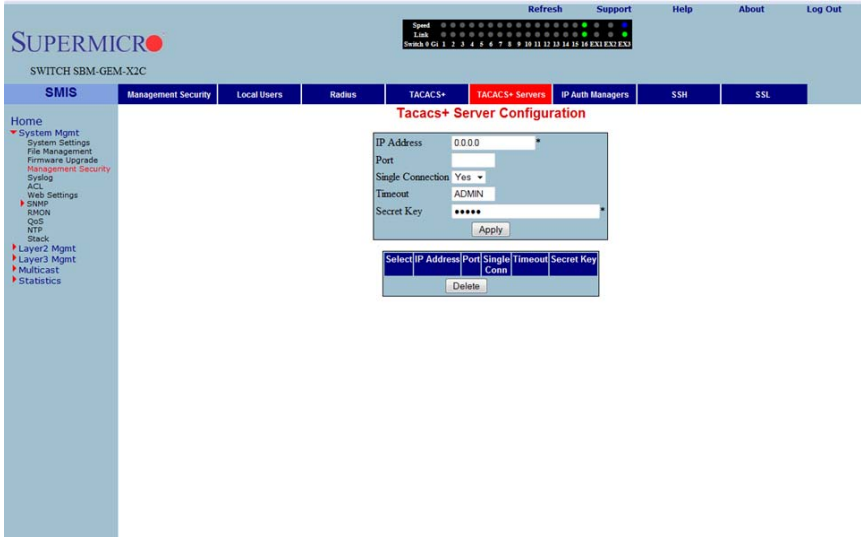 Refresh Support Help About Log Out
SUPERMICRO
Speed
Link
Switch 0 Gi 1 2 3 4 5 6 7 8 9 10 11 12 13 14 15 16 EX1 EX2 EX3
SWITCH SBM-GEM-X2C
SMIS
Management Security Local Users Radius TACACS+ TACACS+ Servers IP Auth Managers SSH SSL
Home
System Mgmt
System Settings
File Management
Firmware Upgrade
Management Security
Syslog
ACL
Web Settings
SNMP
RMON
QoS
NTP
Stack
Layer2 Mgmt
Layer3 Mgmt
Multicast
Statistics
Tacacs+ Server Configuration
IP Address 0.0.0.0 *
Port
Single Connection Yes
Timeout ADMIN
Secret Key ••••• *
Apply
Select IP Address Port Single Conn Timeout Secret Key
Delete